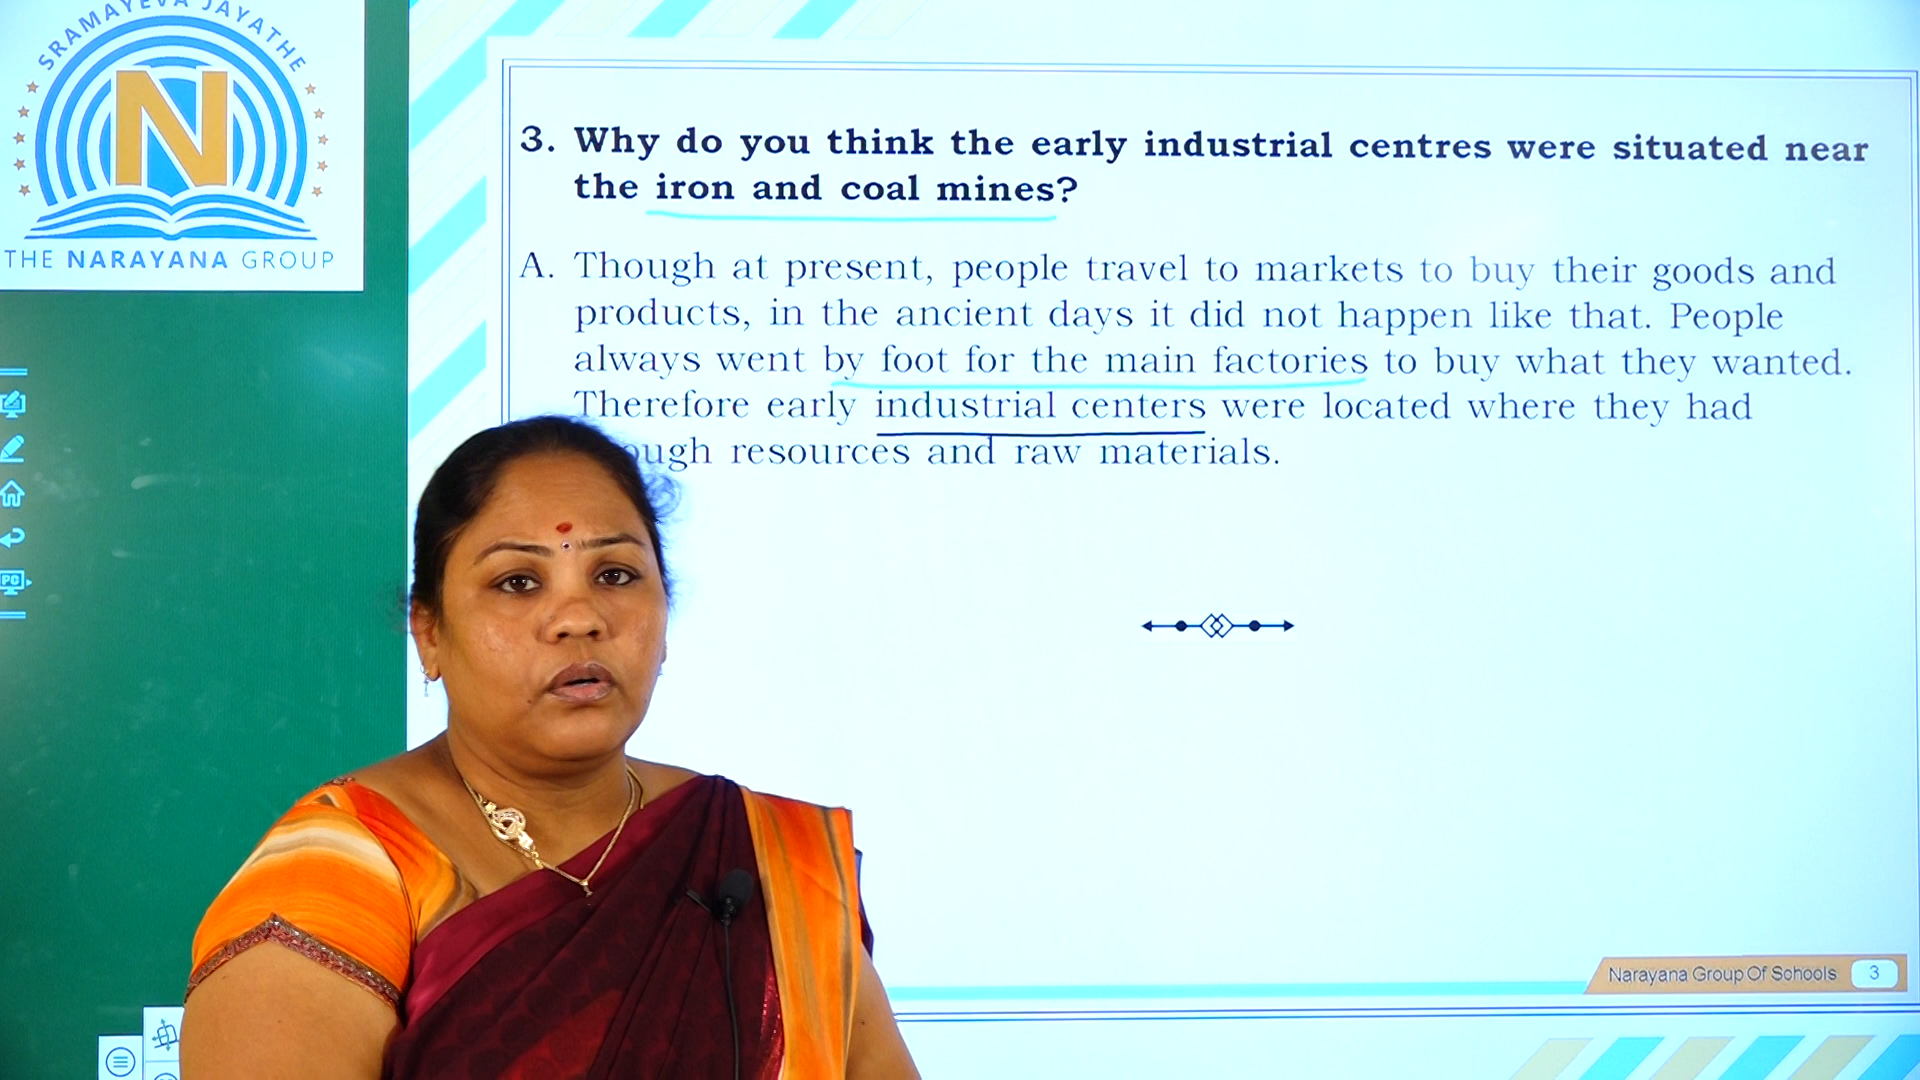 SRAMAYEVA JAYATHE
N
THE NARAYANA GROUP
3. Why do you think the early industrial centres were situated near
the iron and coal mines?
A. Though at present, people travel to markets to buy their goods and
products, in the ancient days it did not happen like that. People
always went by foot for the main factories to buy what they wanted.
Therefore early industrial centers were located where they had
resources and raw materials.
PC
Narayana Group Of Schools 3